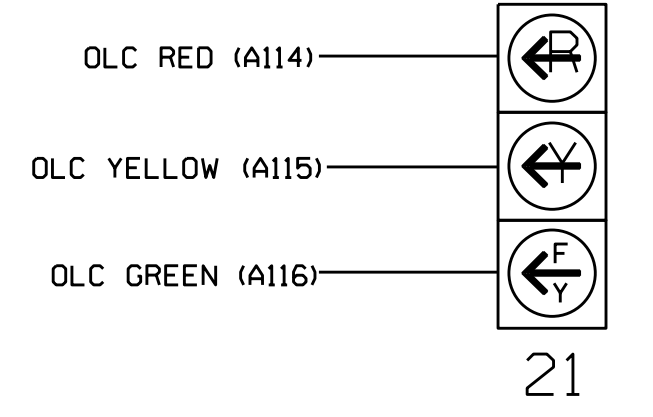 OLC RED (A114) R
OLC YELLOW (A115) Y
F
OLC GREEN (A116)
Y
21